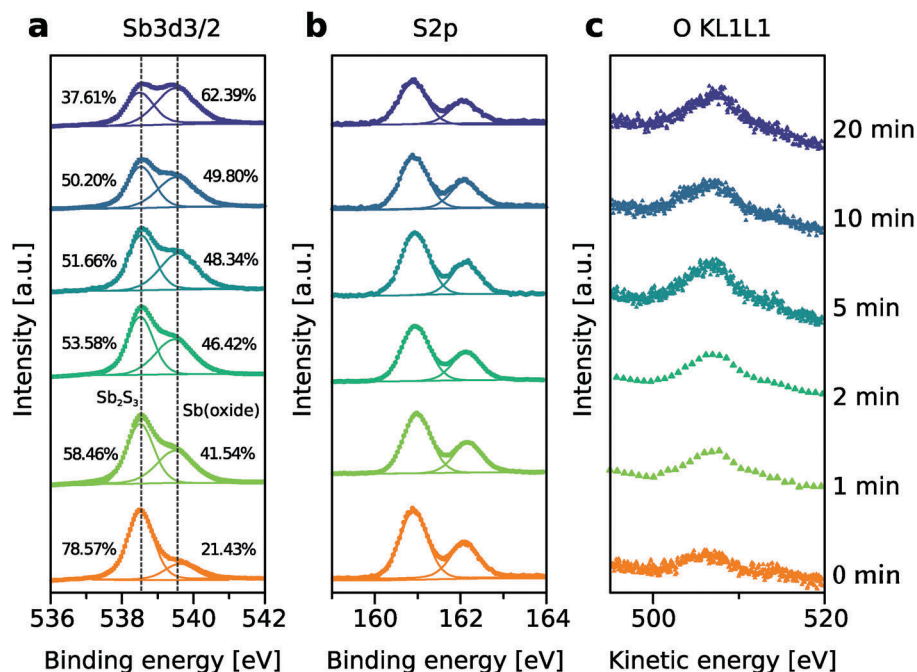 a Sb3d3/2
b S2p
c O KL1L1
Intensity [a.u.]
37.61% 62.39%
50.20% 49.80%
51.66% 48.34%
53.58% 46.42%
Sb₂S₃ Sb(oxide)
58.46% 41.54%
78.57% 21.43%
536 538 540 542
Binding energy [eV]
Intensity [a.u.]
160 162 164
Binding energy [eV]
Intensity [a.u.]
20 min
10 min
5 min
2 min
1 min
0 min
500 520
Kinetic energy [eV]